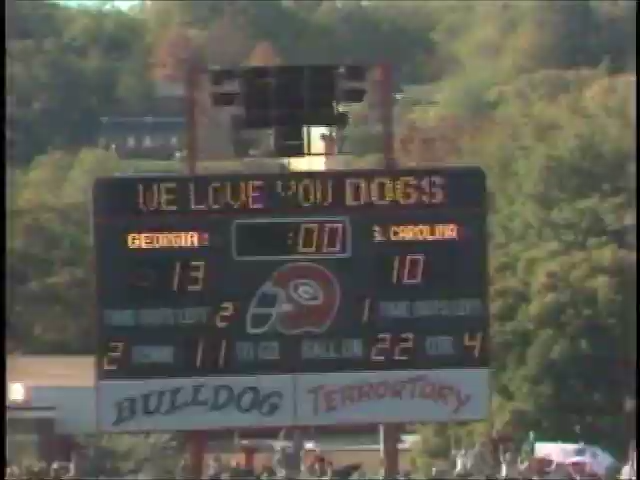 WE LOVE YOU DOGS
GEORGIA :00 S. CAROLINA
13 10
TIME OUTS LEFT 2 1 TIME OUTS LEFT
2 DOWN 11 TO GO BALL ON 22 QTR 4
BULLDOG TERRORTORY